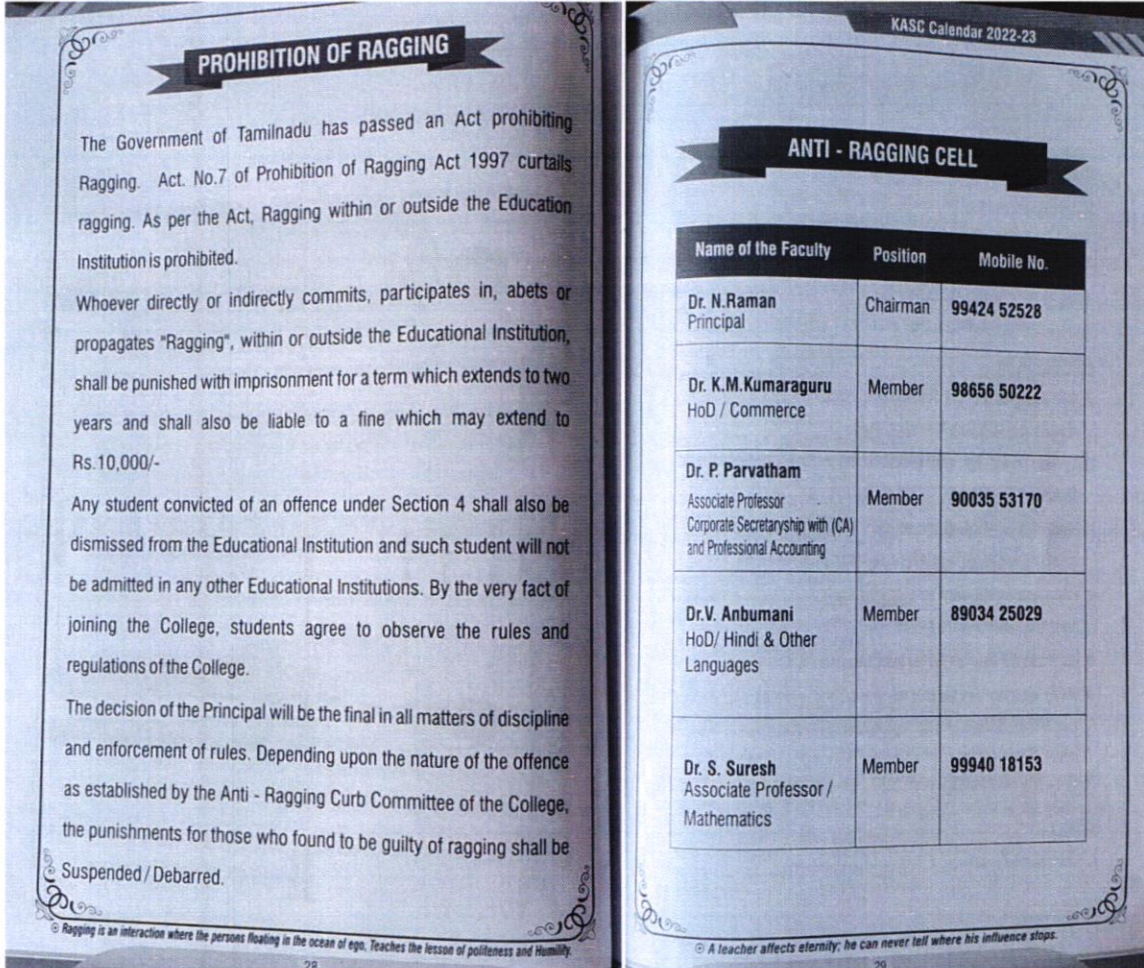 PROHIBITION OF RAGGING
The Government of Tamilnadu has passed an Act prohibiting
Ragging. Act. No.7 of Prohibition of Ragging Act 1997 curtails
ragging. As per the Act, Ragging within or outside the Education
Institution is prohibited.
Whoever directly or indirectly commits, participates in, abets or
propagates "Ragging", within or outside the Educational Institution,
shall be punished with imprisonment for a term which extends to two
years and shall also be liable to a fine which may extend to
Rs.10,000/-
Any student convicted of an offence under Section 4 shall also be
dismissed from the Educational Institution and such student will not
be admitted in any other Educational Institutions. By the very fact of
joining the College, students agree to observe the rules and
regulations of the College.
The decision of the Principal will be the final in all matters of discipline
and enforcement of rules. Depending upon the nature of the offence
as established by the Anti - Ragging Curb Committee of the College,
the punishments for those who found to be guilty of ragging shall be
Suspended / Debarred.
Ragging is an interaction where the persons floating in the ocean of ego, Teaches the lesson of politeness and Humility.
28
KASC Calendar 2022-23
ANTI - RAGGING CELL
Name of the Faculty Position Mobile No.
Dr. N.Raman Chairman 99424 52528
Principal
Dr. K.M.Kumaraguru Member 98656 50222
HoD / Commerce
Dr. P. Parvatham
Associate Professor Member 90035 53170
Corporate Secretaryship with (CA)
and Professional Accounting
Dr.V. Anbumani Member 89034 25029
HoD/ Hindi & Other
Languages
Dr. S. Suresh Member 99940 18153
Associate Professor /
Mathematics
A teacher affects eternity; he can never tell where his influence stops.
29